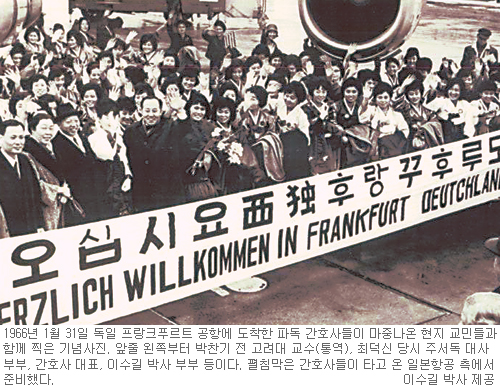 오십시요 西獨 후랑꾸후루
ERZLICH WILLKOMMEN IN FRANKFURT DEUTCHLAND
1966년 1월 31일 독일 프랑크푸르트 공항에 도착한 파독 간호사들이 마중나온 현지 교민들과
함께 찍은 기념사진. 앞줄 왼쪽부터 박찬기 전 고려대 교수(통역), 최덕신 당시 주서독 대사
부부, 간호사 대표, 이수길 박사 부부 등이다. 펼침막은 간호사들이 타고 온 일본항공 측에서
준비했다. 이수길 박사 제공